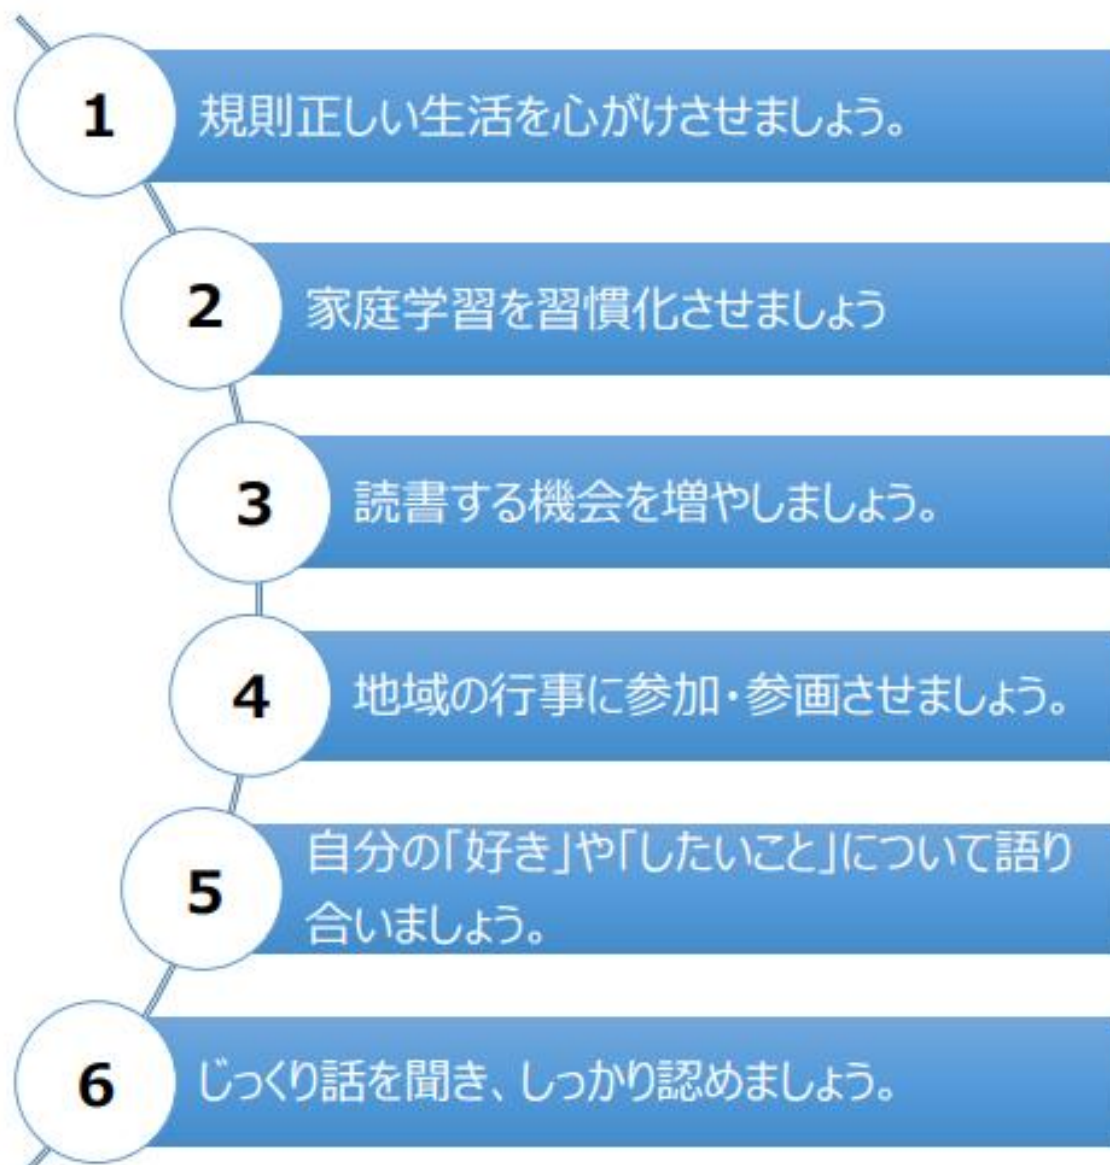 1
規則正しい生活を心がけさせましょう。
2
家庭学習を習慣化させましょう
3
読書する機会を増やしましょう。
4
地域の行事に参加・参画させましょう。
5
自分の「好き」や「したいこと」について語り
合いましょう。
6
じっくり話を聞き、しっかり認めましょう。